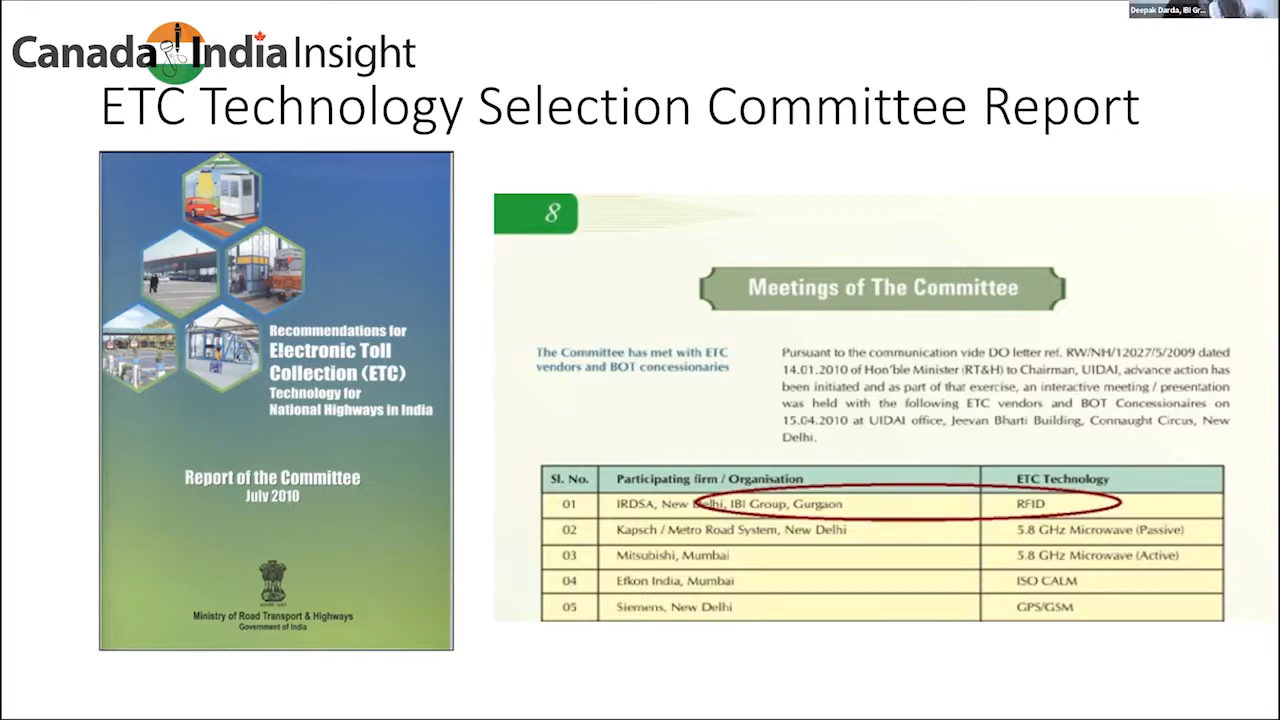 Deepak Darda, IBI Gr...
Canada India Insight
ETC Technology Selection Committee Report
Recommendations for
Electronic Toll
Collection (ETC)
Technology for
National Highways in India
Report of the Committee
July 2010
Ministry of Road Transport & Highways
Government of India
8
Meetings of The Committee
The Committee has met with ETC
vendors and BOT concessionaries
Pursuant to the communication vide DO letter ref. RW/NH/12027/5/2009 dated
14.01.2010 of Hon'ble Minister (RT&H) to Chairman, UIDAI, advance action has
been initiated and as part of that exercise, an interactive meeting / presentation
was held with the following ETC vendors and BOT Concessionaires on
15.04.2010 at UIDAI office, Jeevan Bharti Building, Connaught Circus, New
Delhi.
Sl. No. Participating firm / Organisation ETC Technology
01 IRDSA, New Delhi, IBI Group, Gurgaon RFID
02 Kapsch / Metro Road System, New Delhi 5.8 GHz Microwave (Passive)
03 Mitsubishi, Mumbai 5.8 GHz Microwave (Active)
04 Efkon India, Mumbai ISO CALM
05 Siemens, New Delhi GPS/GSM